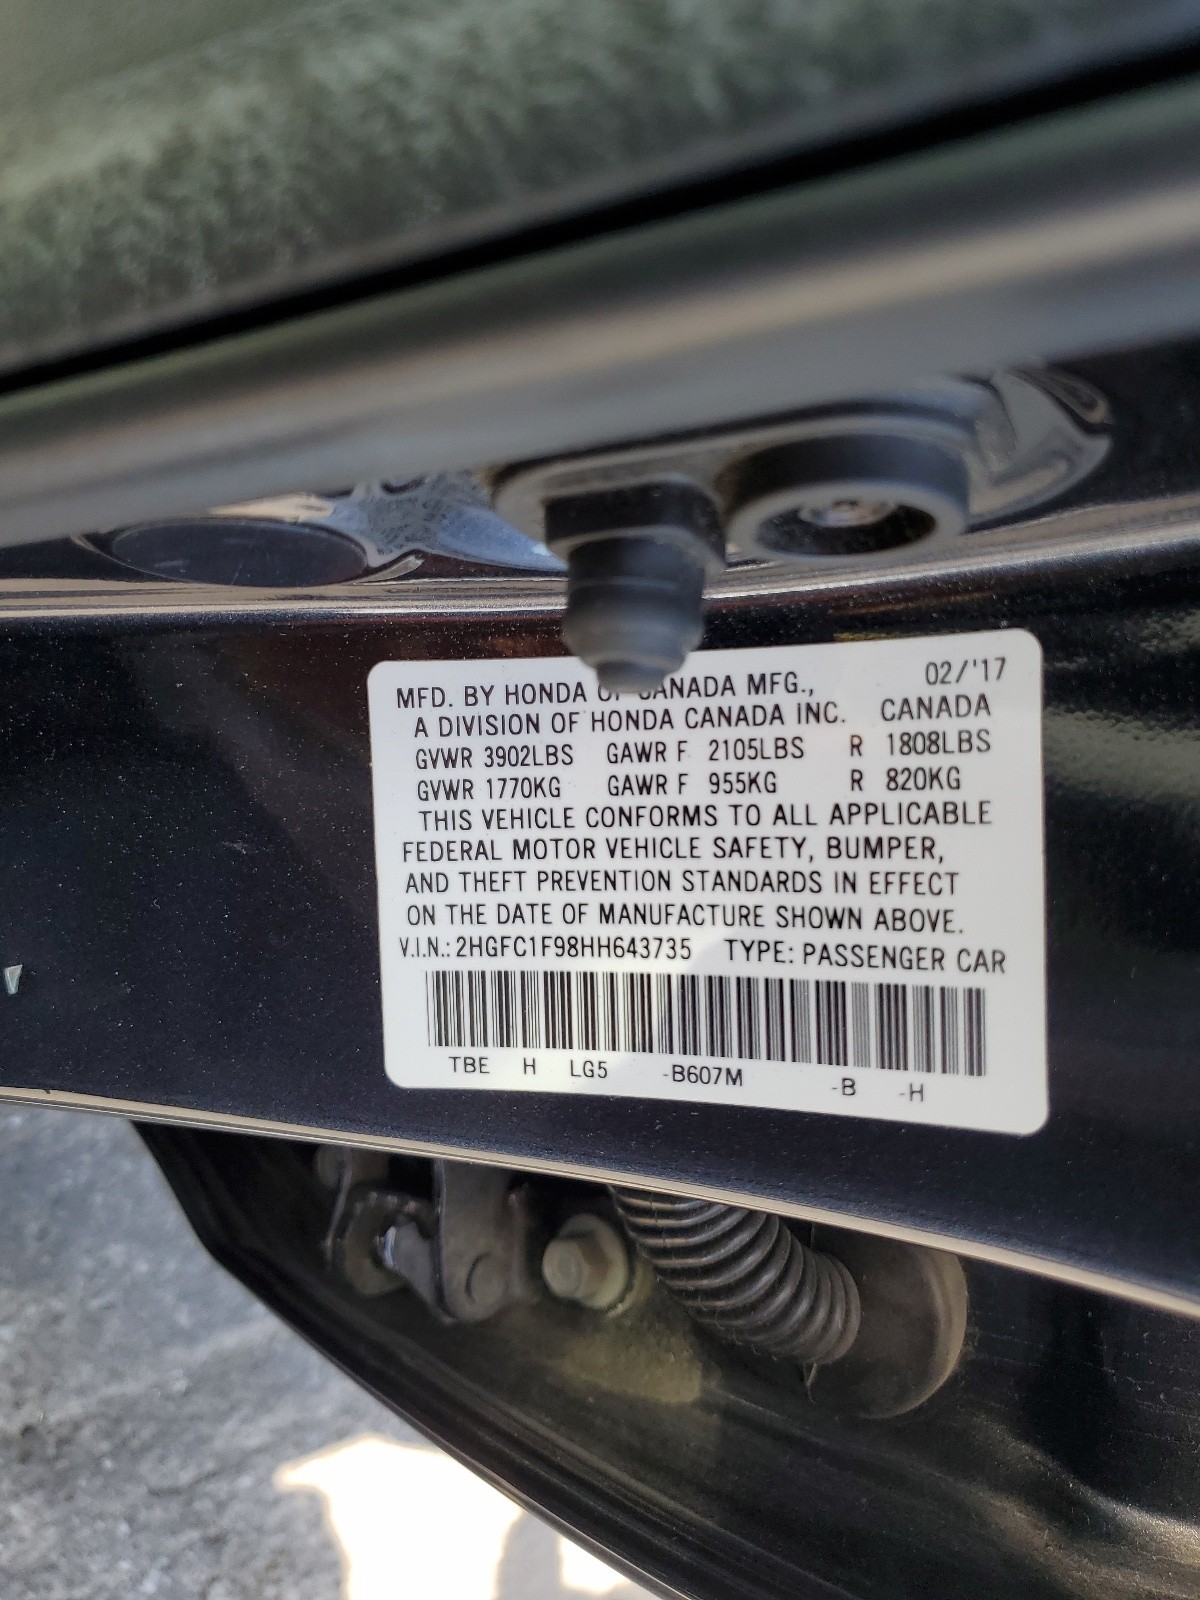 MFD. BY HONDA OF CANADA MFG., 02/'17
A DIVISION OF HONDA CANADA INC. CANADA
GVWR 3902LBS GAWR F 2105LBS R 1808LBS
GVWR 1770KG GAWR F 955KG R 820KG
THIS VEHICLE CONFORMS TO ALL APPLICABLE
FEDERAL MOTOR VEHICLE SAFETY, BUMPER,
AND THEFT PREVENTION STANDARDS IN EFFECT
ON THE DATE OF MANUFACTURE SHOWN ABOVE.
V.I.N.: 2HGFC1F98HH643735 TYPE: PASSENGER CAR
TBE H LG5 -B607M -B -H